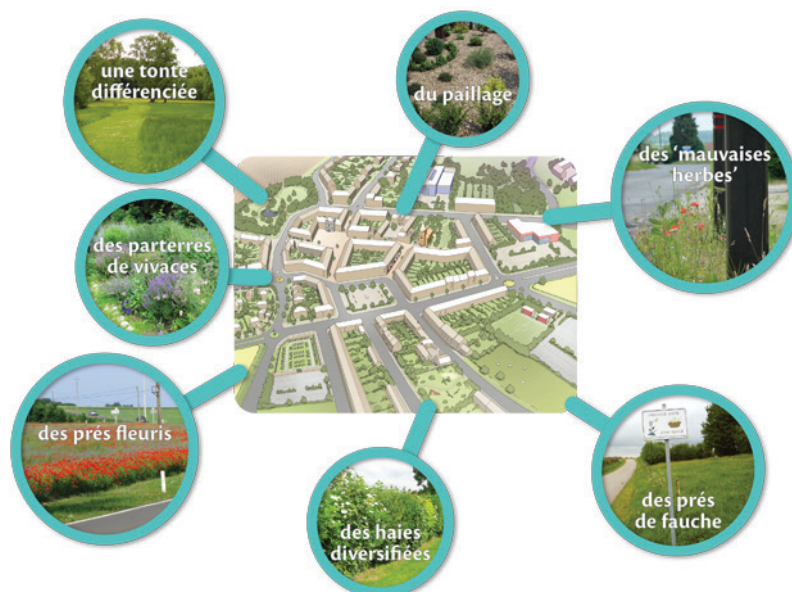 une tonte
différenciée
du paillage
des ‘mauvaises
herbes’
des parterres
de vivaces
des prés fleuris
des haies
diversifiées
des prés
de fauche